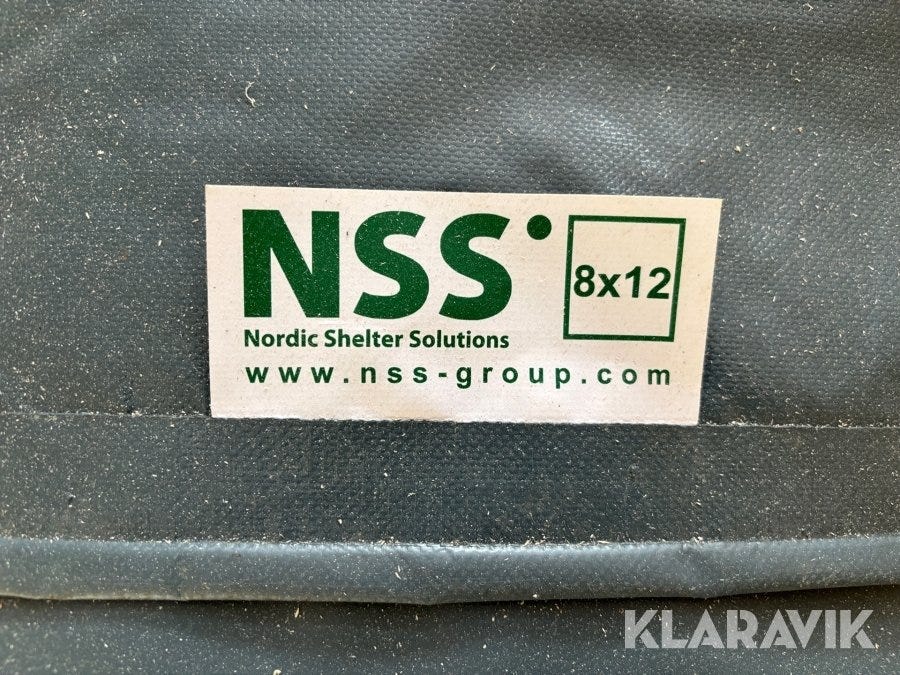 NSS
8x12
Nordic Shelter Solutions
www.nss-group.com
KLARAVIK